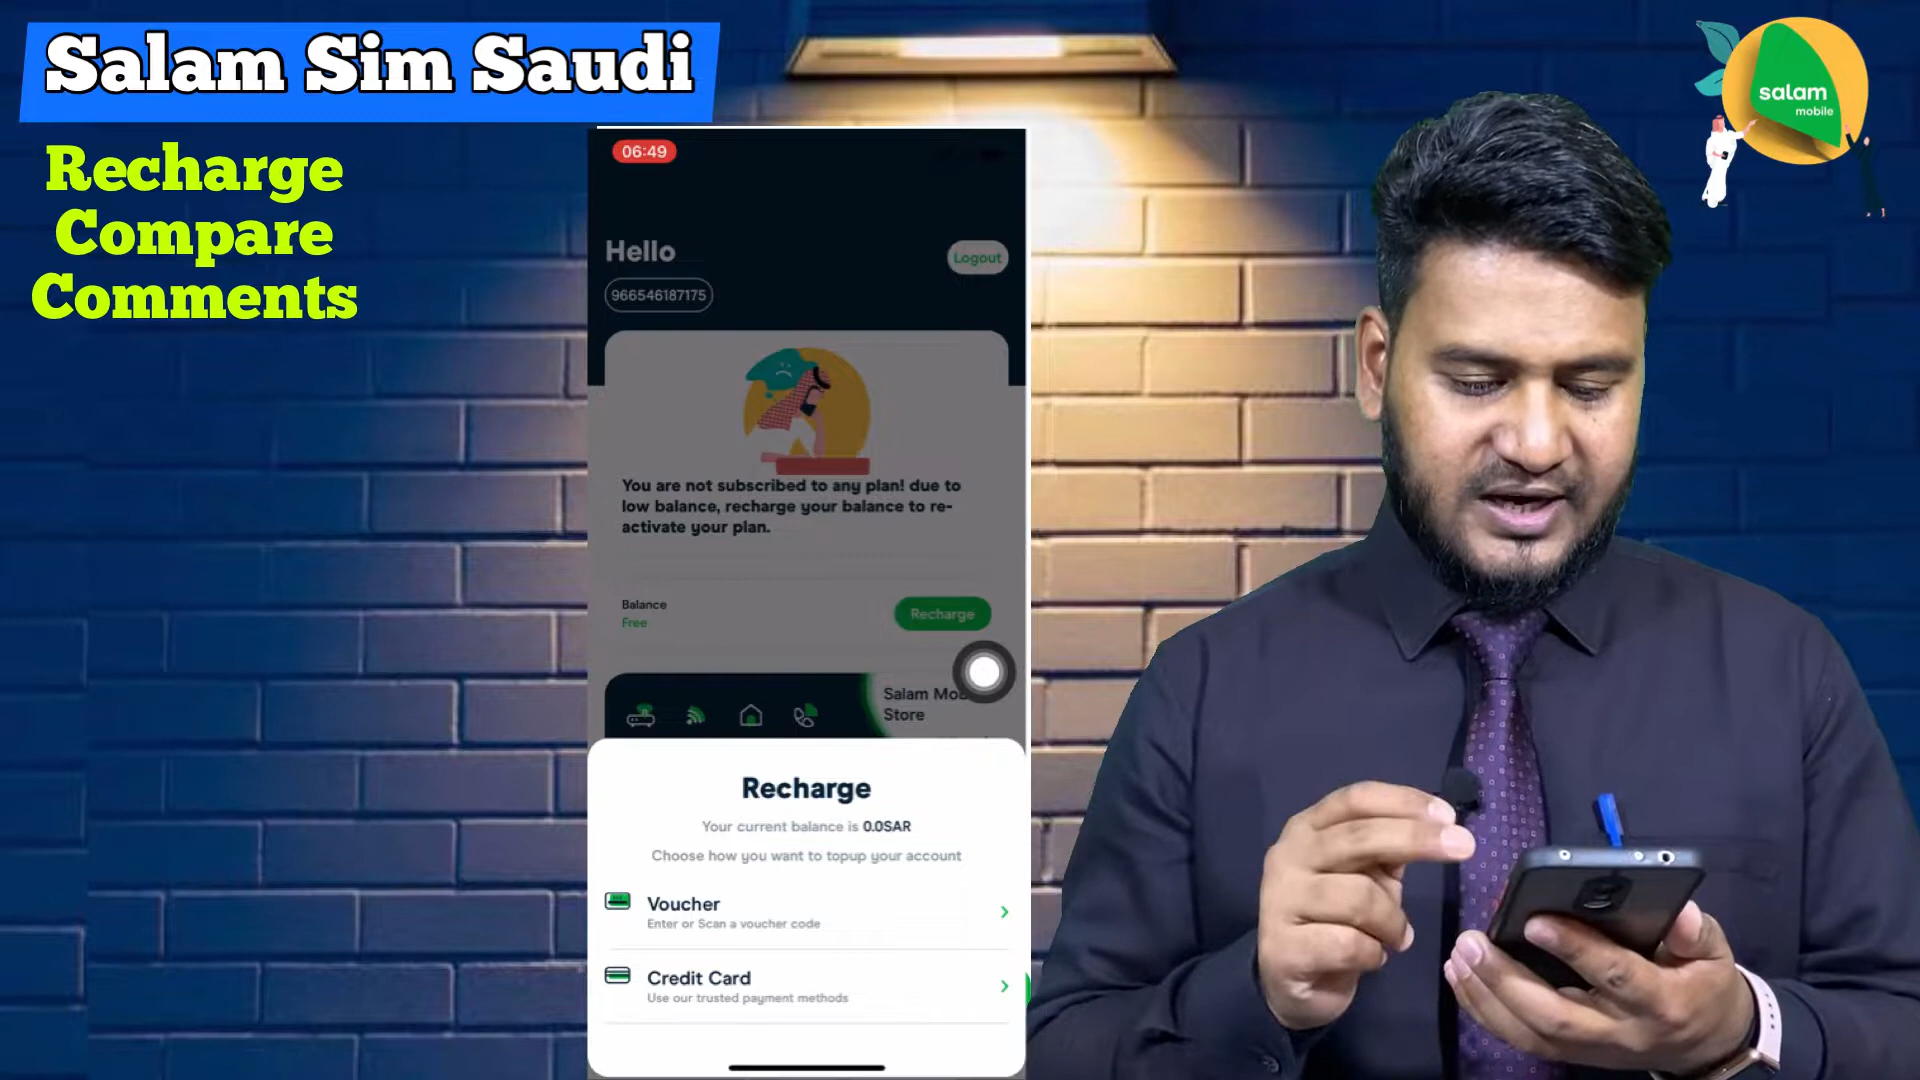 Salam Sim Saudi
Recharge
Compare
Comments
salam
mobile
06:49
Hello
Logout
966546187175
You are not subscribed to any plan! due to
low balance, recharge your balance to re-
activate your plan.
Balance
Free
Recharge
Salam Mo
Store
Recharge
Your current balance is 0.0SAR
Choose how you want to topup your account
Voucher
Enter or Scan a voucher code
Credit Card
Use our trusted payment methods